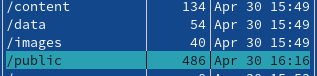 /content 134 Apr 30 15:49
/data 54 Apr 30 15:49
/images 40 Apr 30 15:49
/public 486 Apr 30 16:16